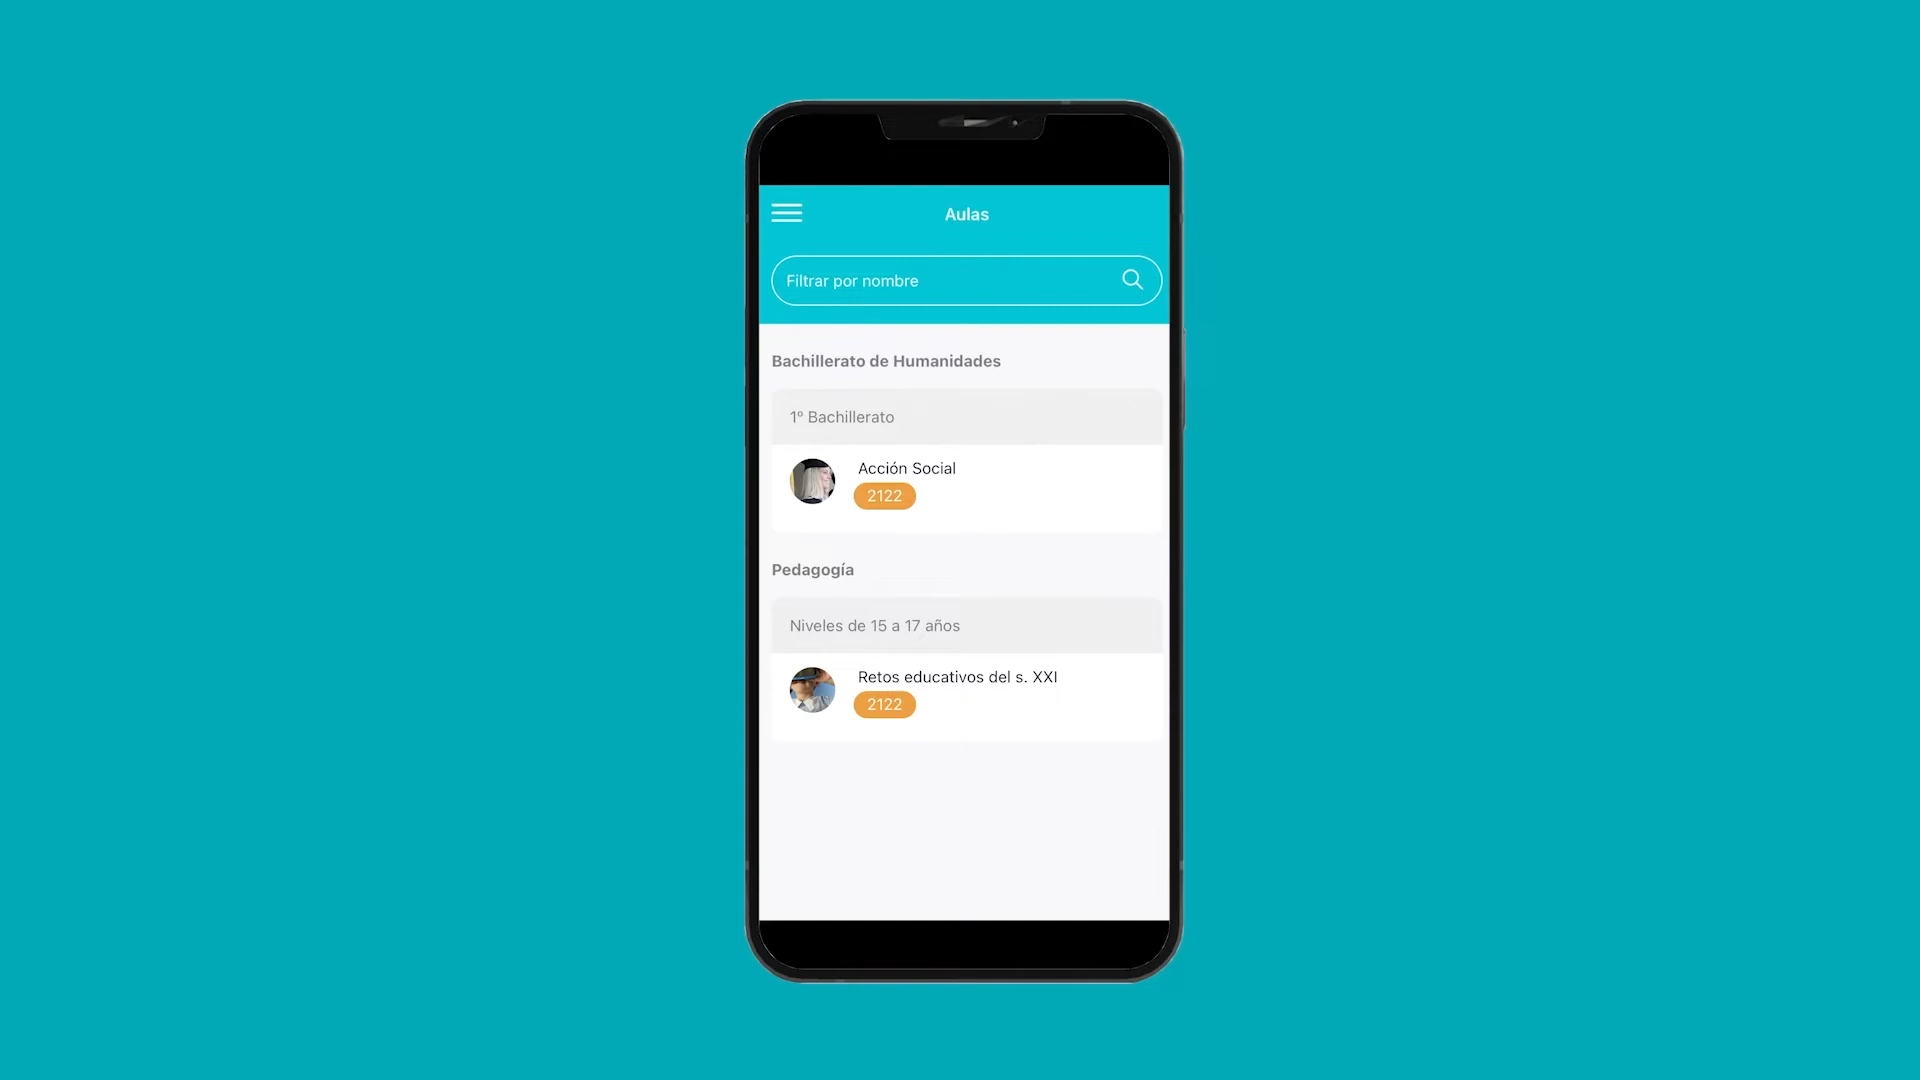 Aulas
Filtrar por nombre
Bachillerato de Humanidades
1º Bachillerato
Acción Social
2122
Pedagogía
Niveles de 15 a 17 años
Retos educativos del s. XXI
2122